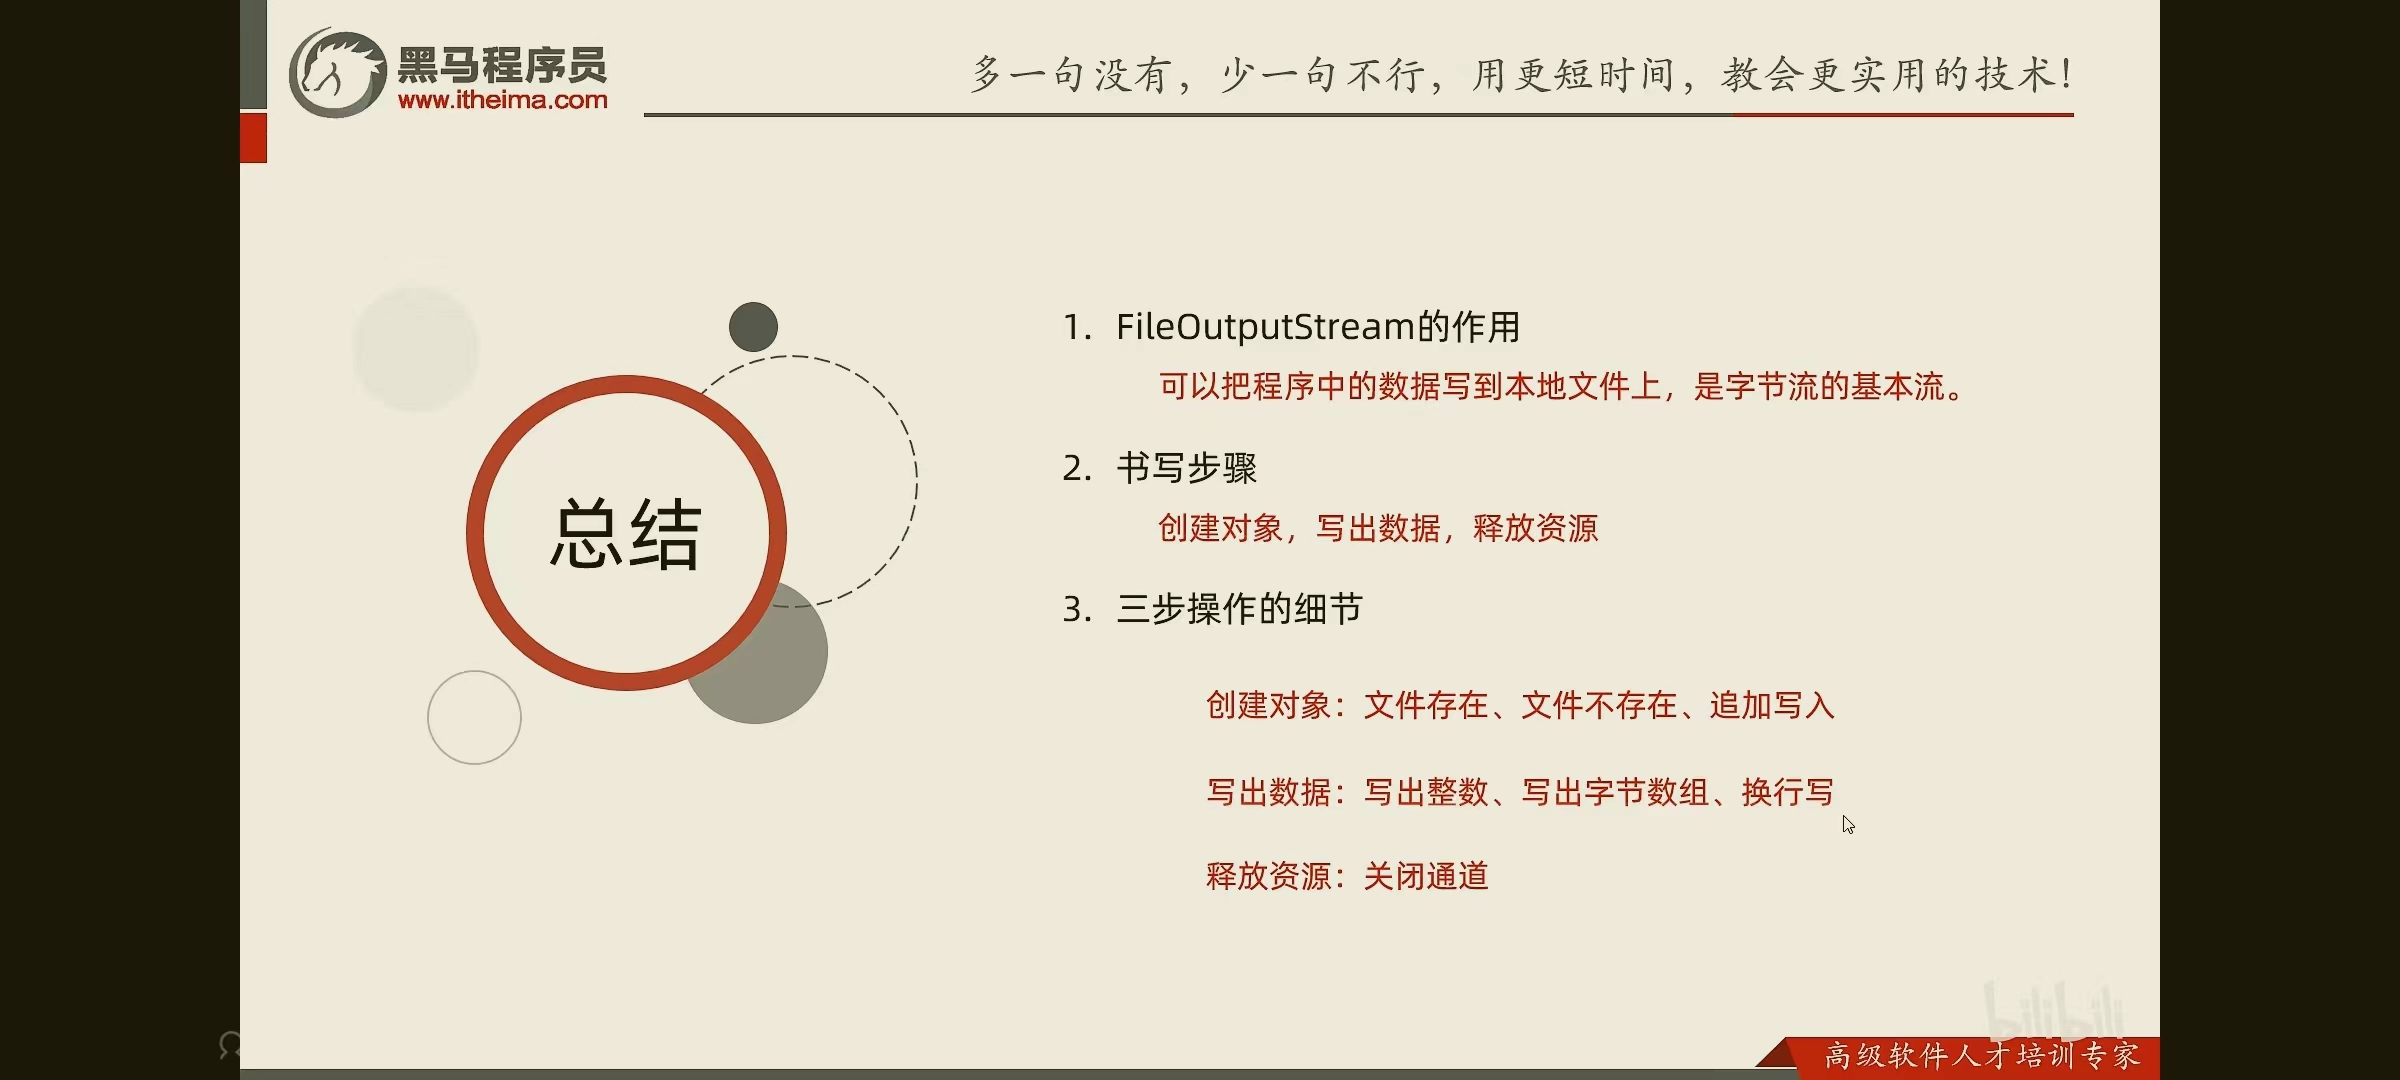 黑马程序员
www.itheima.com
多一句没有，少一句不行，用更短时间，教会更实用的技术！
总结
1. FileOutputStream的作用
可以把程序中的数据写到本地文件上，是字节流的基本流。
2. 书写步骤
创建对象，写出数据，释放资源
3. 三步操作的细节
创建对象：文件存在、文件不存在、追加写入
写出数据：写出整数、写出字节数组、换行写
释放资源：关闭通道
bilibili
高级软件人才培训专家